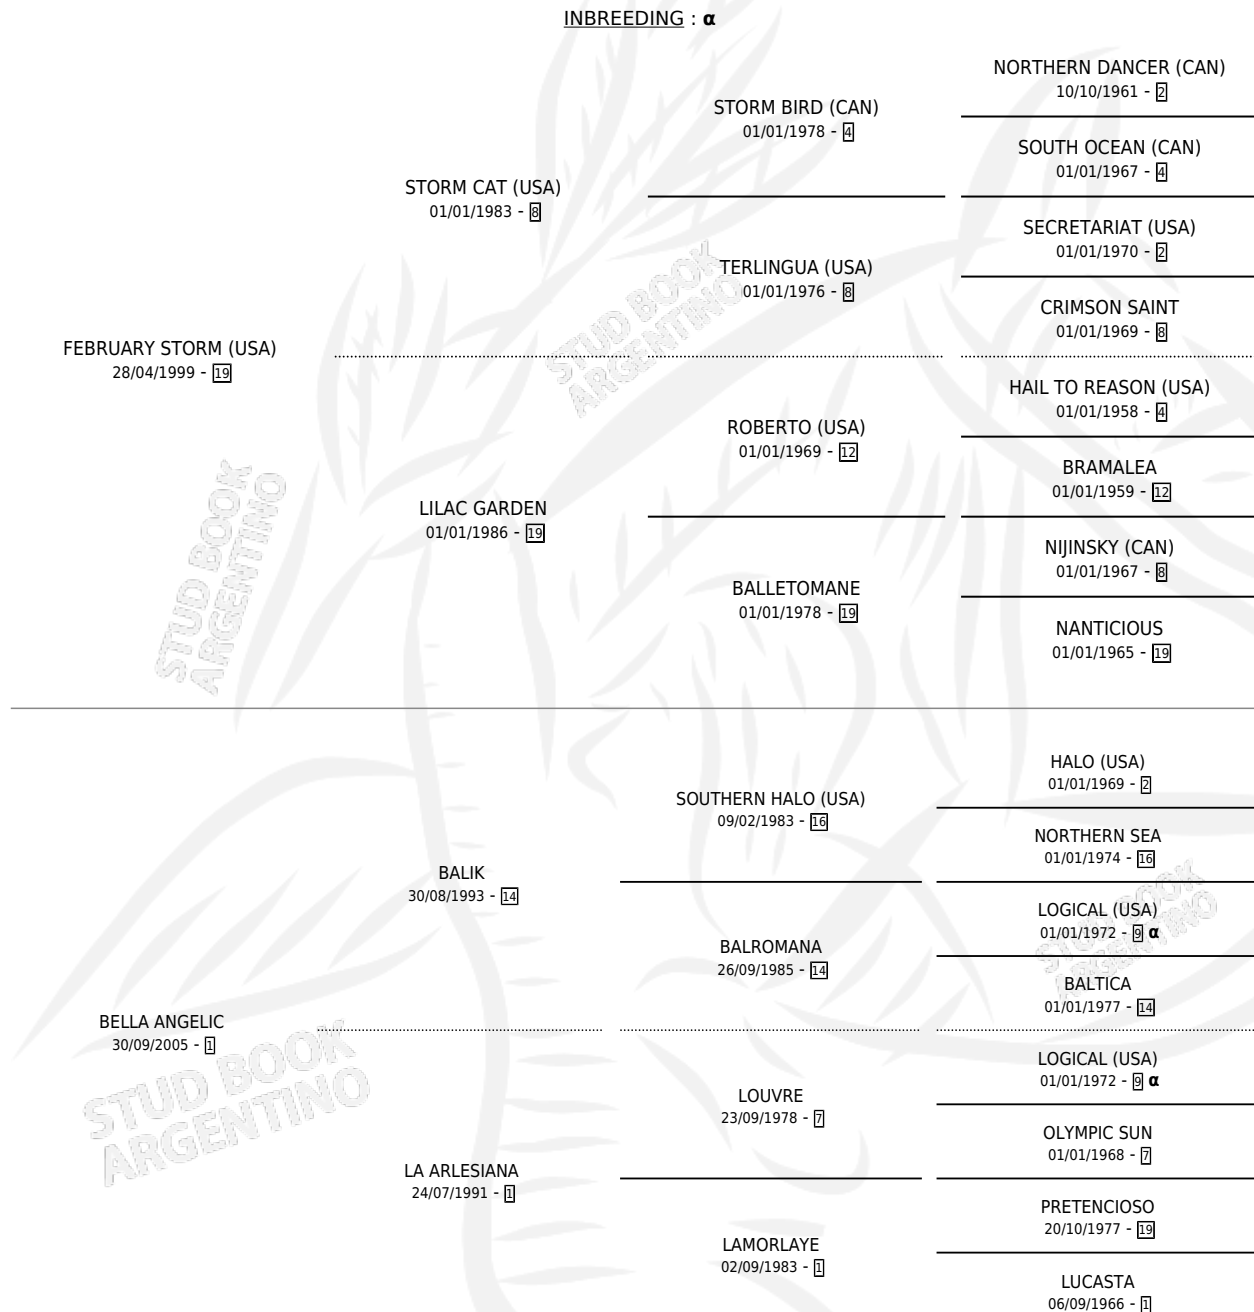 INBREEDING : α
NORTHERN DANCER (CAN)
10/10/1961 - 2
STORM BIRD (CAN)
01/01/1978 - 4
SOUTH OCEAN (CAN)
01/01/1967 - 4
STORM CAT (USA)
01/01/1983 - 8
SECRETARIAT (USA)
01/01/1970 - 2
TERLINGUA (USA)
01/01/1976 - 8
CRIMSON SAINT
01/01/1969 - 8
FEBRUARY STORM (USA)
28/04/1999 - 19
HAIL TO REASON (USA)
01/01/1958 - 4
ROBERTO (USA)
01/01/1969 - 12
BRAMALEA
01/01/1959 - 12
LILAC GARDEN
01/01/1986 - 19
NIJINSKY (CAN)
01/01/1967 - 8
BALLETOMANE
01/01/1978 - 19
NANTICIOUS
01/01/1965 - 19
HALO (USA)
01/01/1969 - 2
SOUTHERN HALO (USA)
09/02/1983 - 16
NORTHERN SEA
01/01/1974 - 16
BALIK
30/08/1993 - 14
LOGICAL (USA)
01/01/1972 - 9 α
BALROMANA
26/09/1985 - 14
BALTICA
01/01/1977 - 14
BELLA ANGELIC
30/09/2005 - 1
LOGICAL (USA)
01/01/1972 - 9 α
LOUVRE
23/09/1978 - 7
OLYMPIC SUN
01/01/1968 - 7
LA ARLESIANA
24/07/1991 - 1
PRETENCIOSO
20/10/1977 - 19
LAMORLAYE
02/09/1983 - 1
LUCASTA
06/09/1966 - 1
STUD BOOK
ARGENTINO
STUD BOOK
ARGENTINO
STUD BOOK
ARGENTINO
STUD BOOK
ARGENTINO